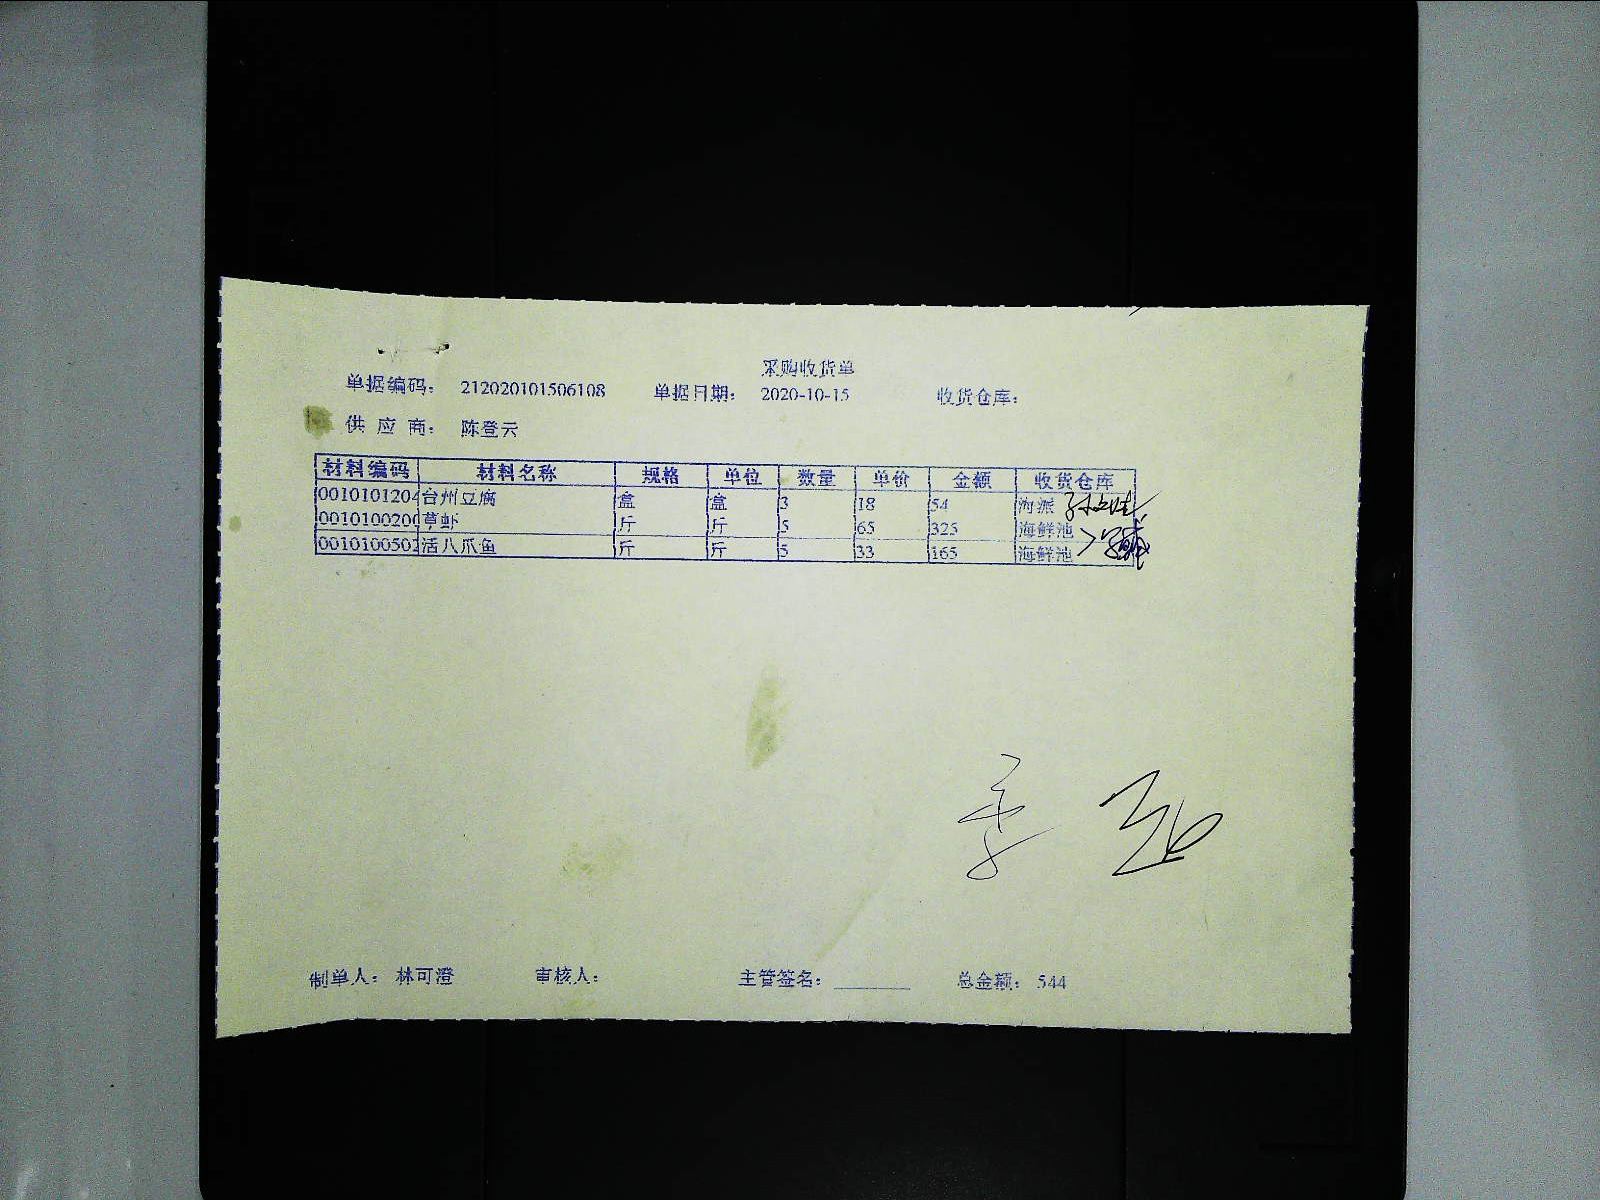 采购收货单
单据编码： 212020101506108 单据日期： 2020-10-15 收货仓库：
供 应 商： 陈登云
材料编码 材料名称 规格 单位 数量 单价 金额 收货仓库
0010101204 台州豆腐 盒 盒 3 18 54 海派
0010100200 草虾 斤 斤 5 65 325 海鲜池
001010050 活八爪鱼 斤 斤 5 33 165 海鲜池
制单人： 林可澄 审核人： 主管签名： 总金额： 544